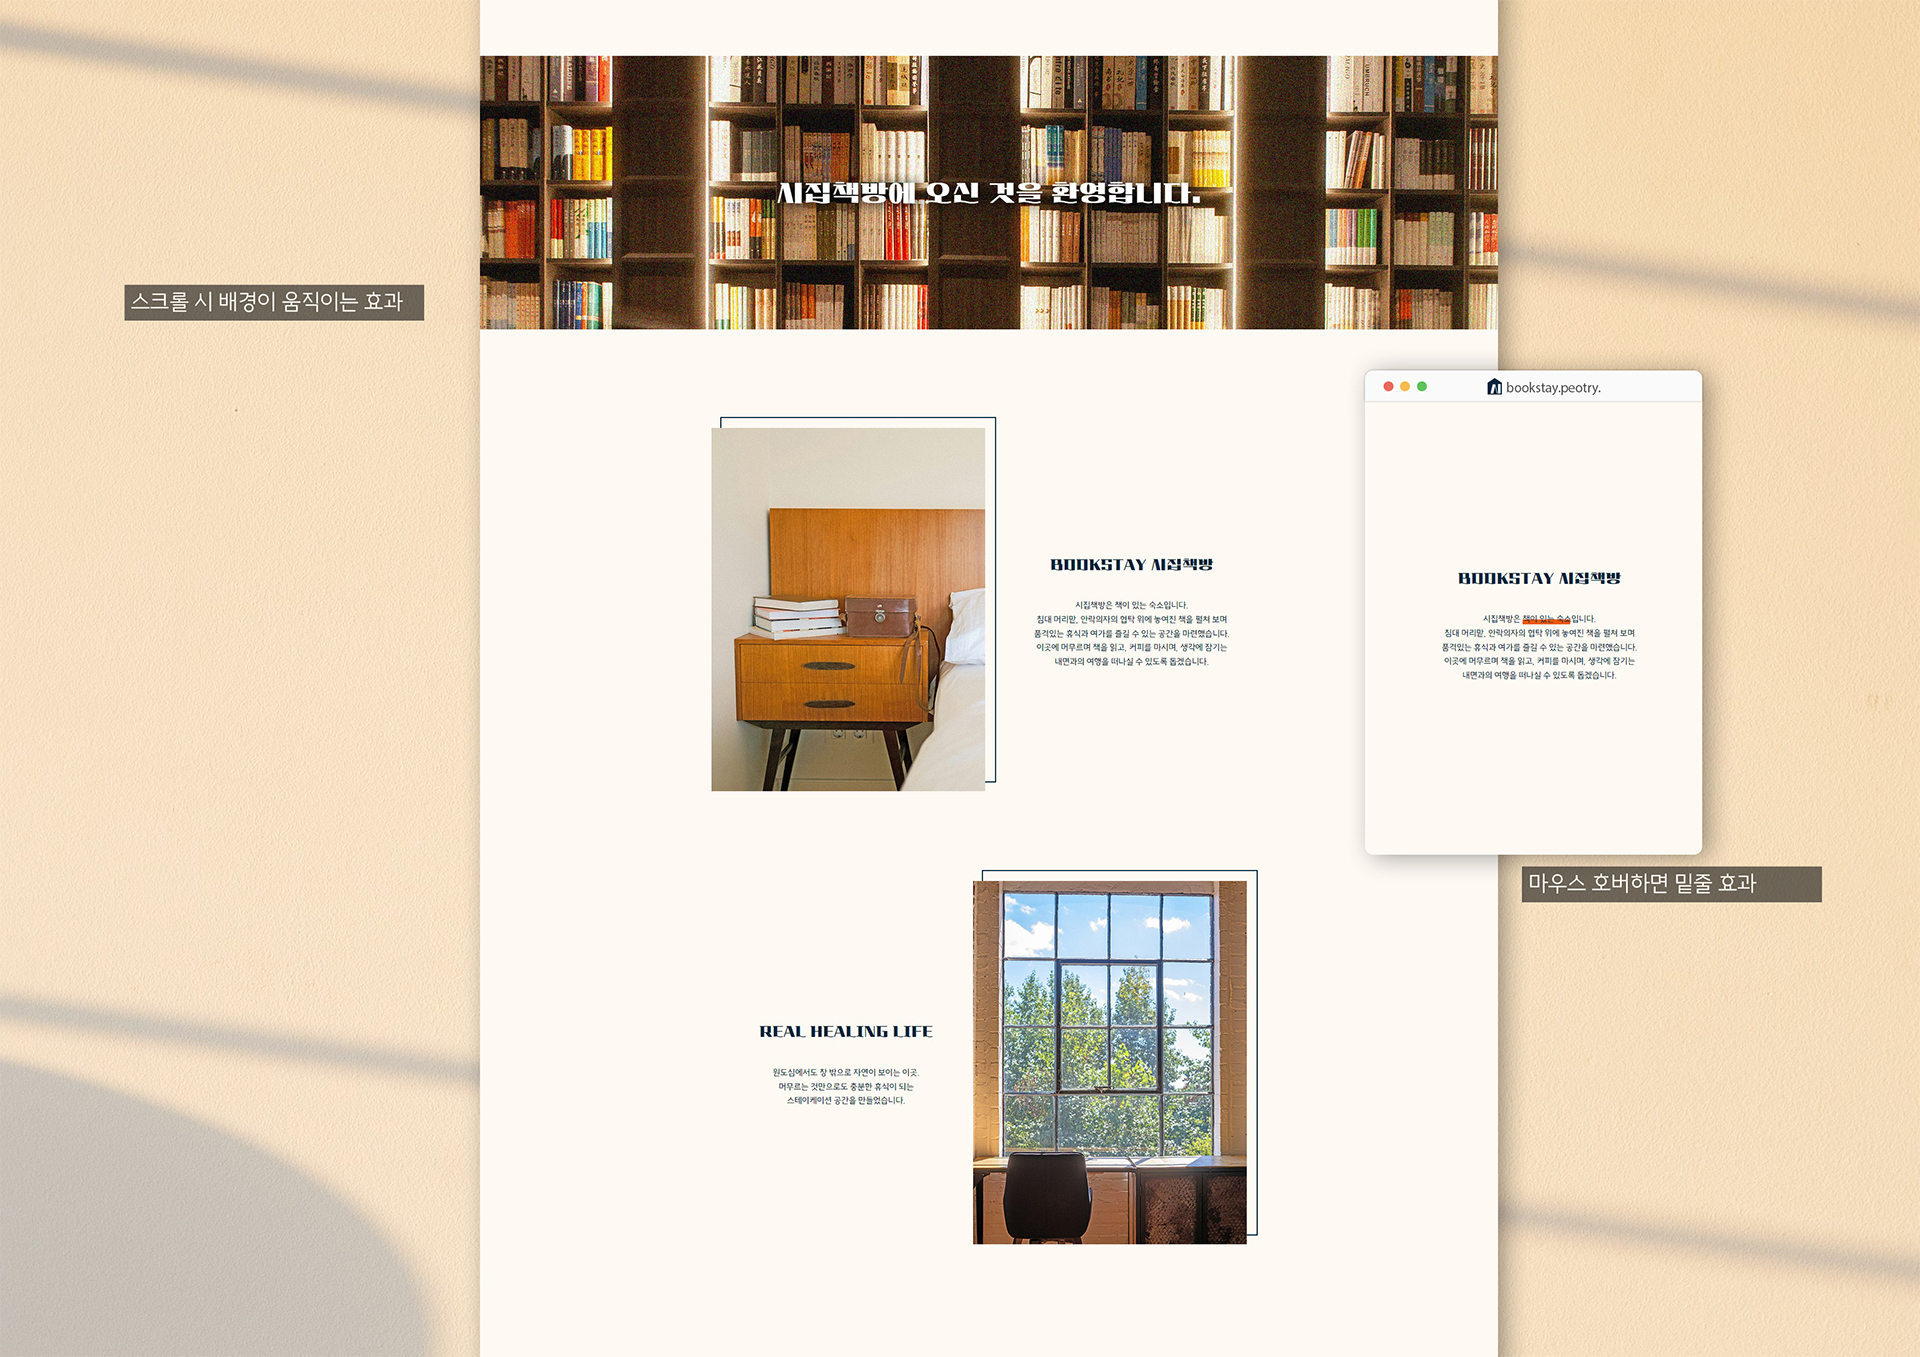 시집책방에 오신 것을 환영합니다.
스크롤 시 배경이 움직이는 효과
bookstay.peotry.
BOOKSTAY 시집책방
시집책방은 책이 있는 숙소입니다.
침대 머리맡, 안락의자의 협탁 위에 놓여진 책을 펼쳐 보며
품격있는 휴식과 여가를 즐길 수 있는 공간을 마련했습니다.
이곳에 머무르며 책을 읽고, 커피를 마시며, 생각에 잠기는
내면과의 여행을 떠나실 수 있도록 돕겠습니다.
BOOKSTAY 시집책방
시집책방은 책이 있는 숙소입니다.
침대 머리맡, 안락의자의 협탁 위에 놓여진 책을 펼쳐 보며
품격있는 휴식과 여가를 즐길 수 있는 공간을 마련했습니다.
이곳에 머무르며 책을 읽고, 커피를 마시며, 생각에 잠기는
내면과의 여행을 떠나실 수 있도록 돕겠습니다.
마우스 호버하면 밑줄 효과
REAL HEALING LIFE
원도심에서도 창 밖으로 자연이 보이는 이곳.
머무르는 것만으로도 충분한 휴식이 되는
스테이케이션 공간을 만들었습니다.